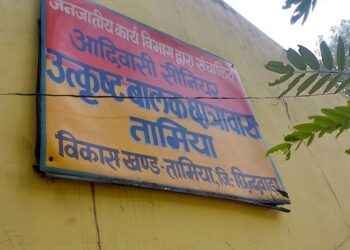 जनजातीय कार्य विभाग द्वारा संचालित
आदिवासी सीनियर
उत्कृष्ट बालक छात्रावास
तामिया
विकास खण्ड-तामिया, जि. छिन्दवाड़ा